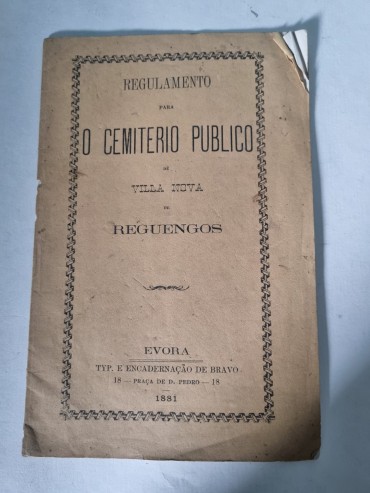 REGULAMENTO
PARA
O CEMITERIO PUBLICO
DE
VILLA NOVA
DE
REGUENGOS
EVORA
TYP. E ENCADERNAÇÃO DE BRAVO
18 — PRAÇA DE D. PEDRO — 18
1881